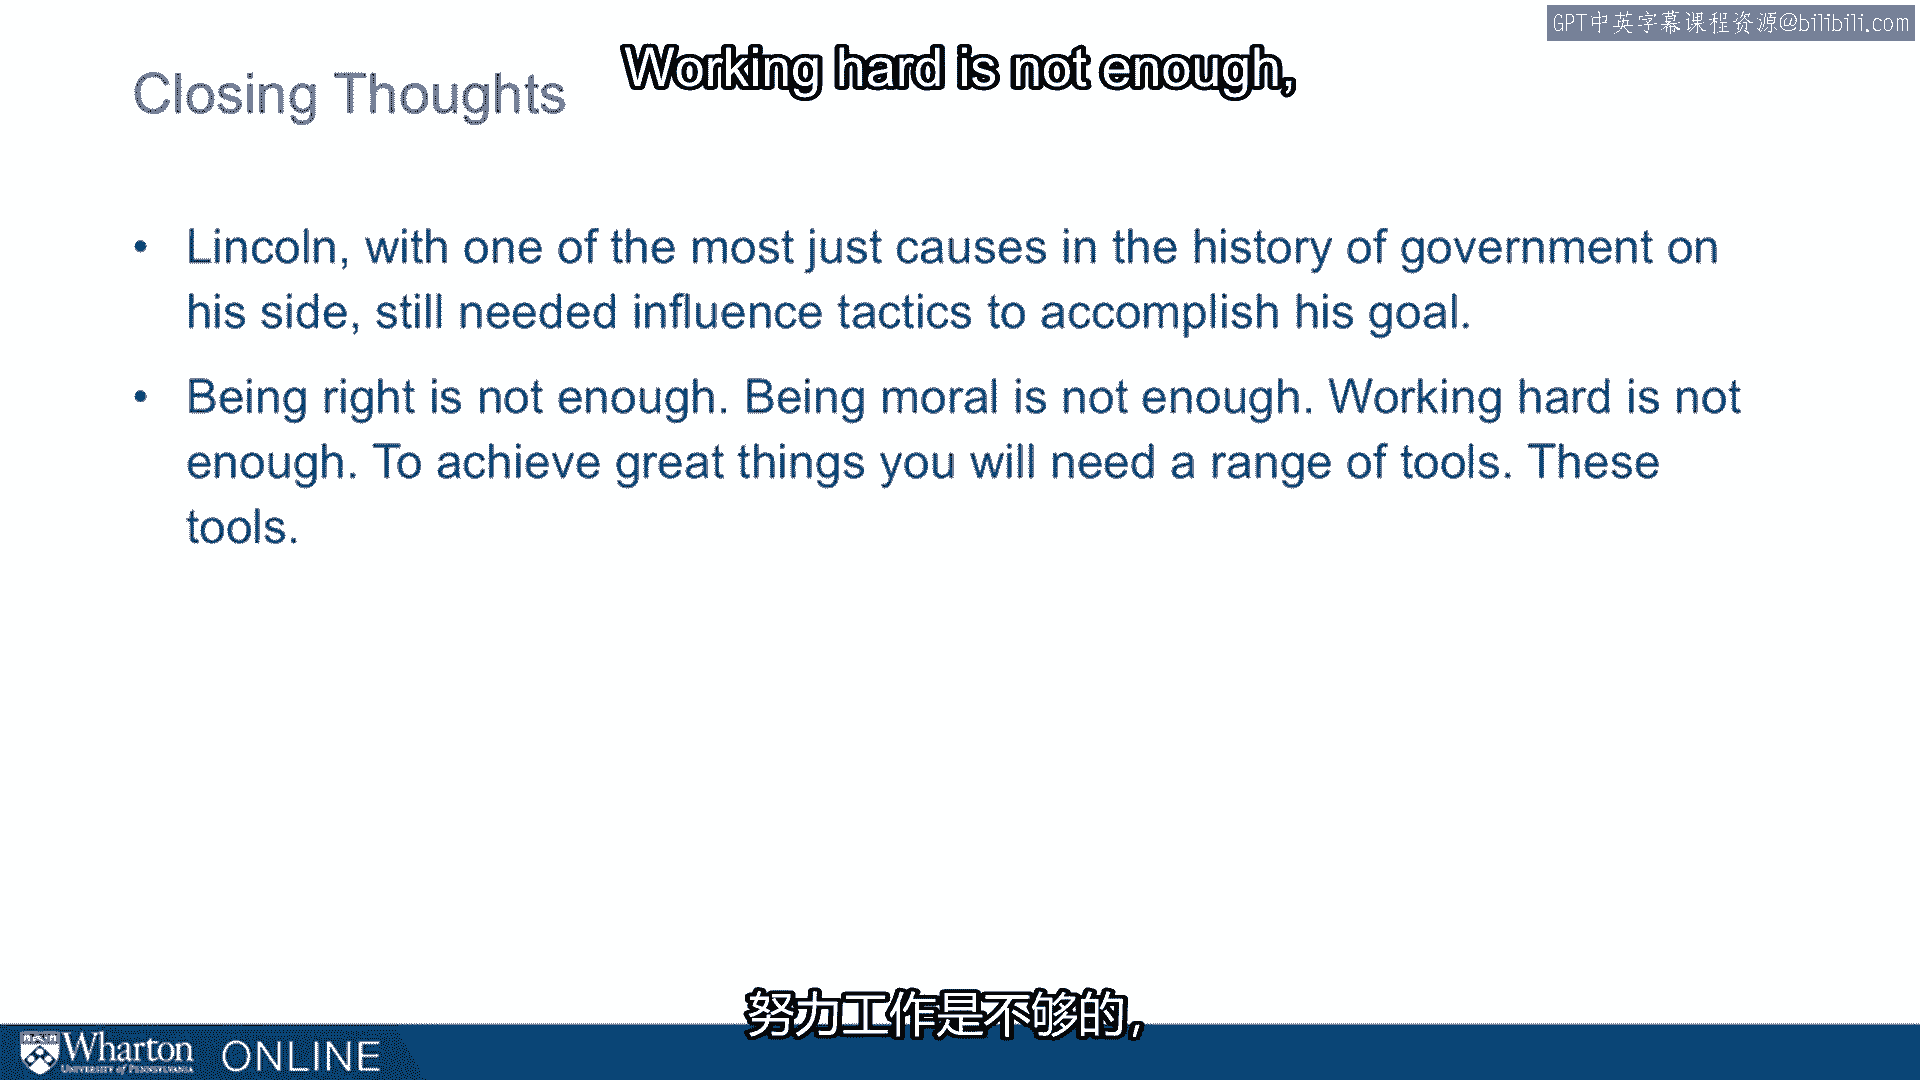 GPT中英字幕课程资源@bilibili.com
Working hard is not enough,
Closing Thoughts
• Lincoln, with one of the most just causes in the history of government on
his side, still needed influence tactics to accomplish his goal.
• Being right is not enough. Being moral is not enough. Working hard is not
enough. To achieve great things you will need a range of tools. These
tools.
努力工作是不够的，
Wharton ONLINE
UNIVERSITY of PENNSYLVANIA